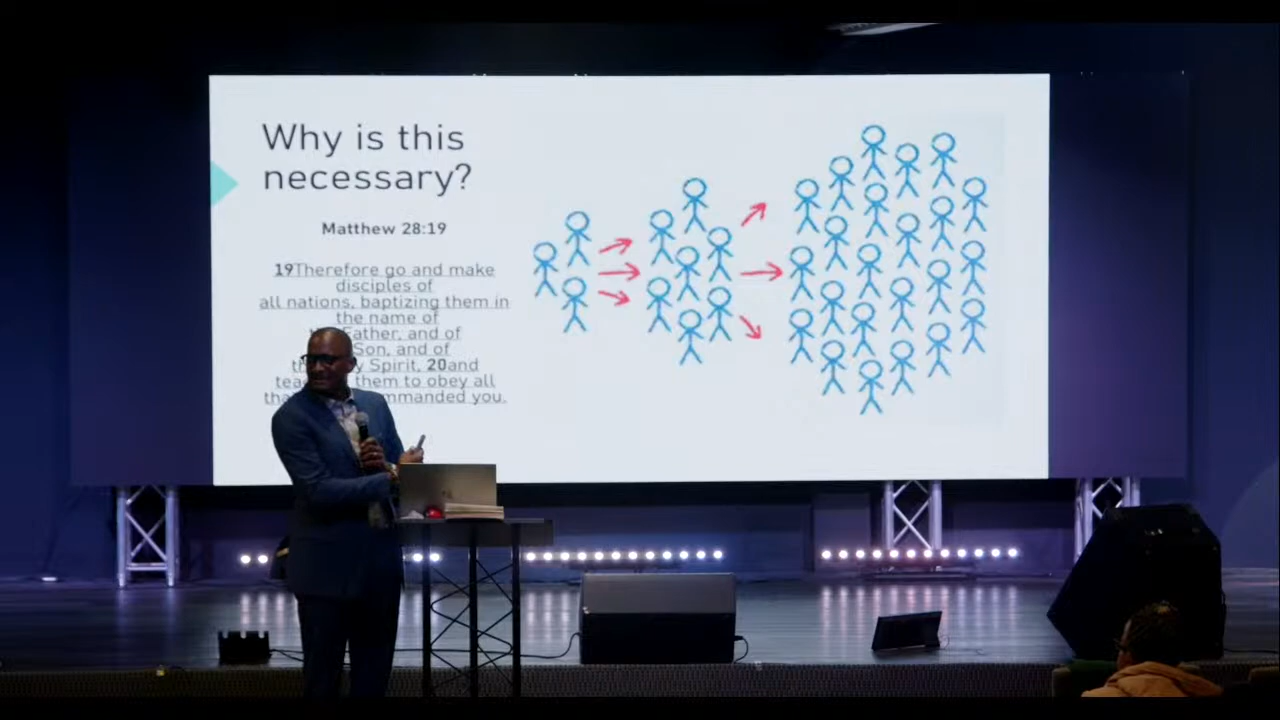 Why is this
necessary?
Matthew 28:19
19Therefore go and make
disciples of
all nations, baptizing them in
the name of
Father, and of
Son, and of
Spirit, 20and
them to obey all
you.